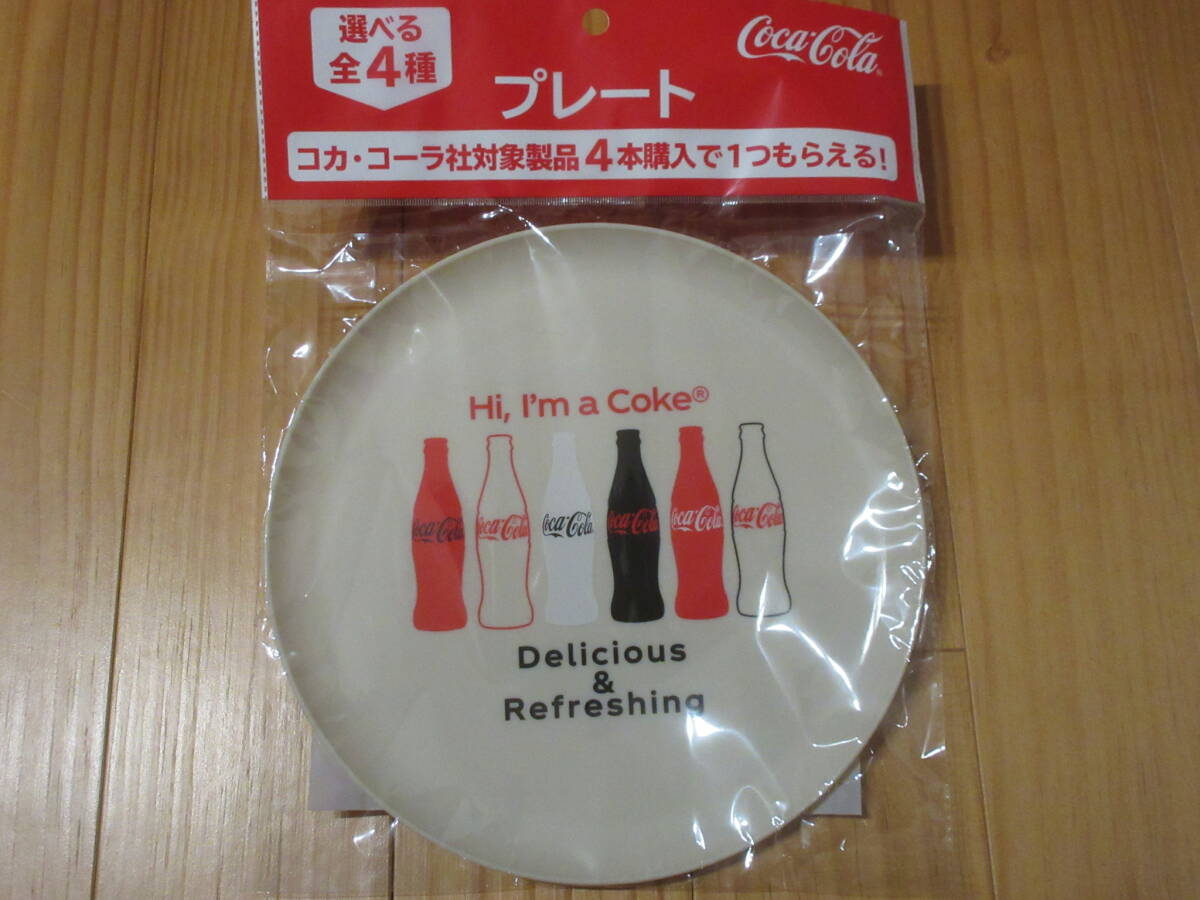 選べる
全4種
Coca-Cola®
プレート
コカ・コーラ社対象製品4本購入で1つもらえる!
Hi, I'm a Coke®
Coca-Cola Coca-Cola Coca-Cola Coca-Cola Coca-Cola Coca-Cola
Delicious
&
Refreshing